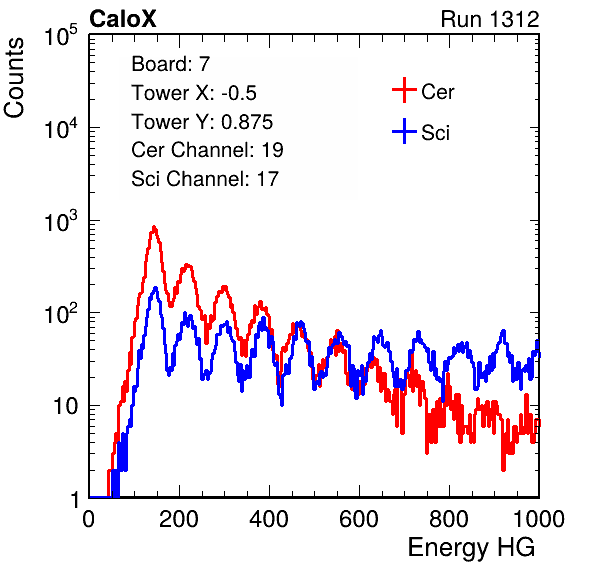 CaloX Run 1312
10^5
Counts
Board: 7
Tower X: -0.5
Tower Y: 0.875
Cer Channel: 19
Sci Channel: 17
Cer
Sci
10^4
10^3
10^2
10
1
0 200 400 600 800 1000
Energy HG